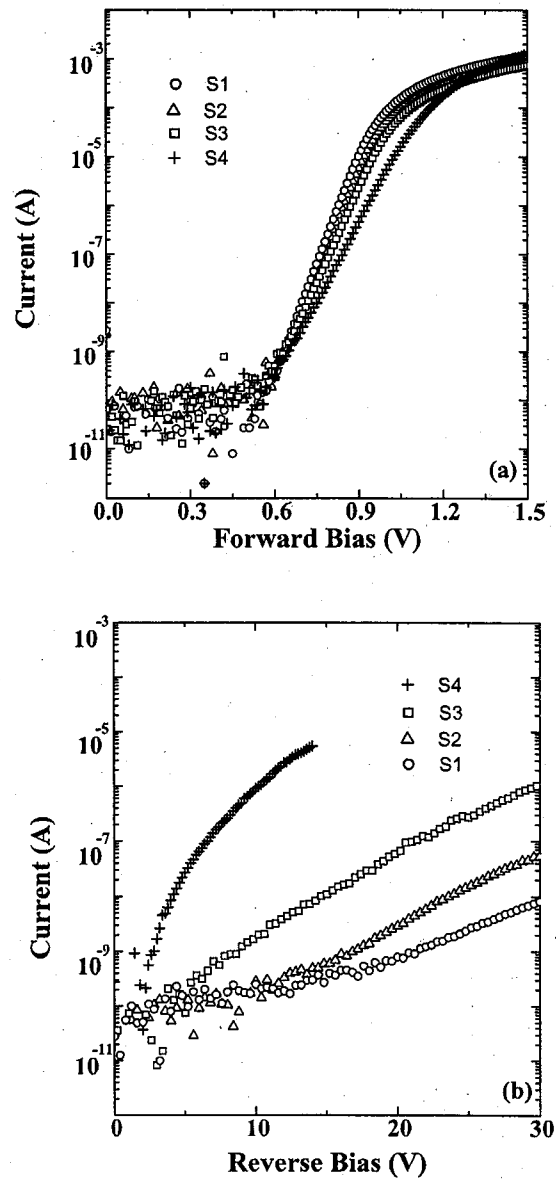 10⁻³
10⁻⁵
10⁻⁷
10⁻⁹
10⁻¹¹
Current (A)
S1
S2
S3
S4
(a)
0.0 0.3 0.6 0.9 1.2 1.5
Forward Bias (V)
10⁻³
10⁻⁵
10⁻⁷
10⁻⁹
10⁻¹¹
Current (A)
S4
S3
S2
S1
(b)
0 10 20 30
Reverse Bias (V)